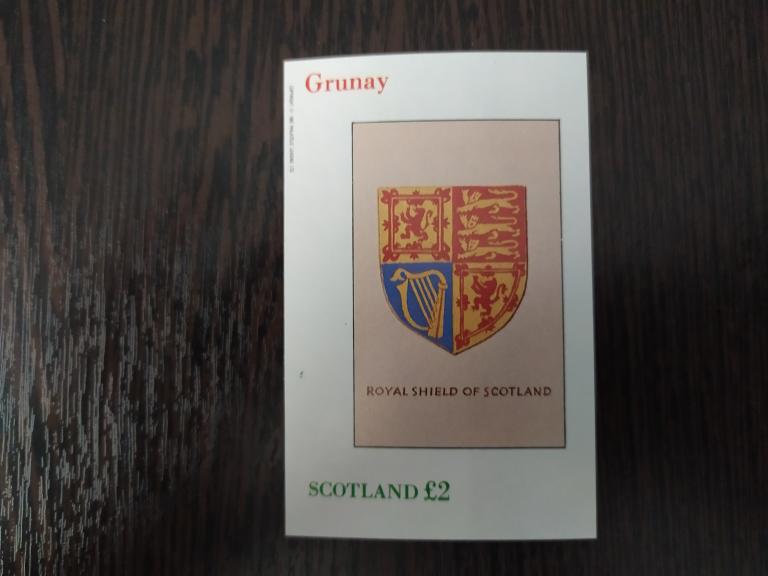 Grunay
ROYAL SHIELD OF SCOTLAND
SCOTLAND £2